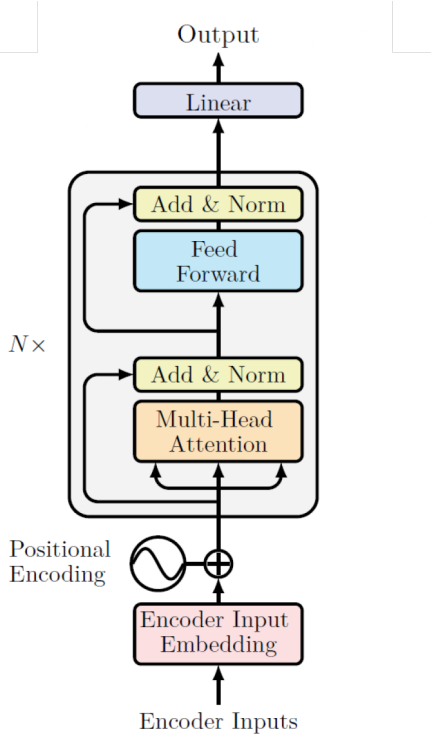 Output
Linear
Add & Norm
Feed
Forward
N×
Add & Norm
Multi-Head
Attention
Positional
Encoding
Encoder Input
Embedding
Encoder Inputs